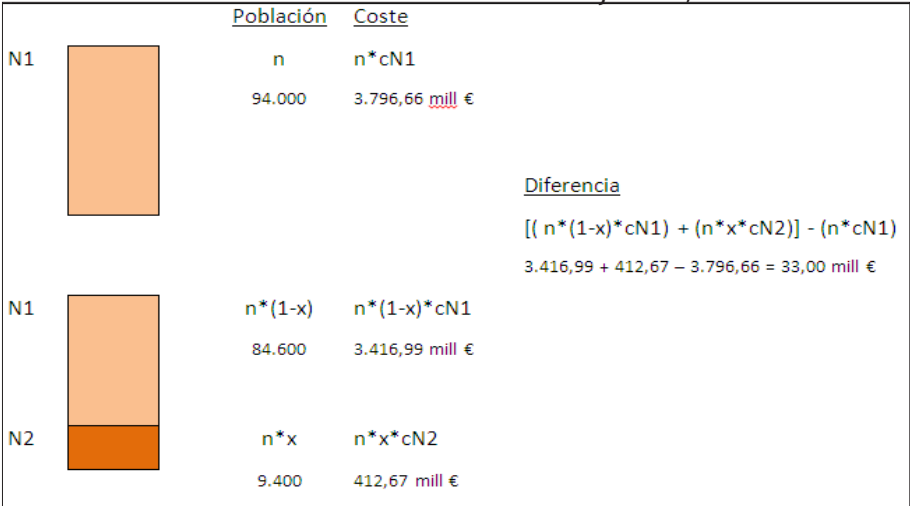 Población Coste
N1 n n*cN1
94.000 3.796,66 mill €
Diferencia
[( n*(1-x)*cN1) + (n*x*cN2)] - (n*cN1)
3.416,99 + 412,67 – 3.796,66 = 33,00 mill €
N1 n*(1-x) n*(1-x)*cN1
84.600 3.416,99 mill €
N2 n*x n*x*cN2
9.400 412,67 mill €